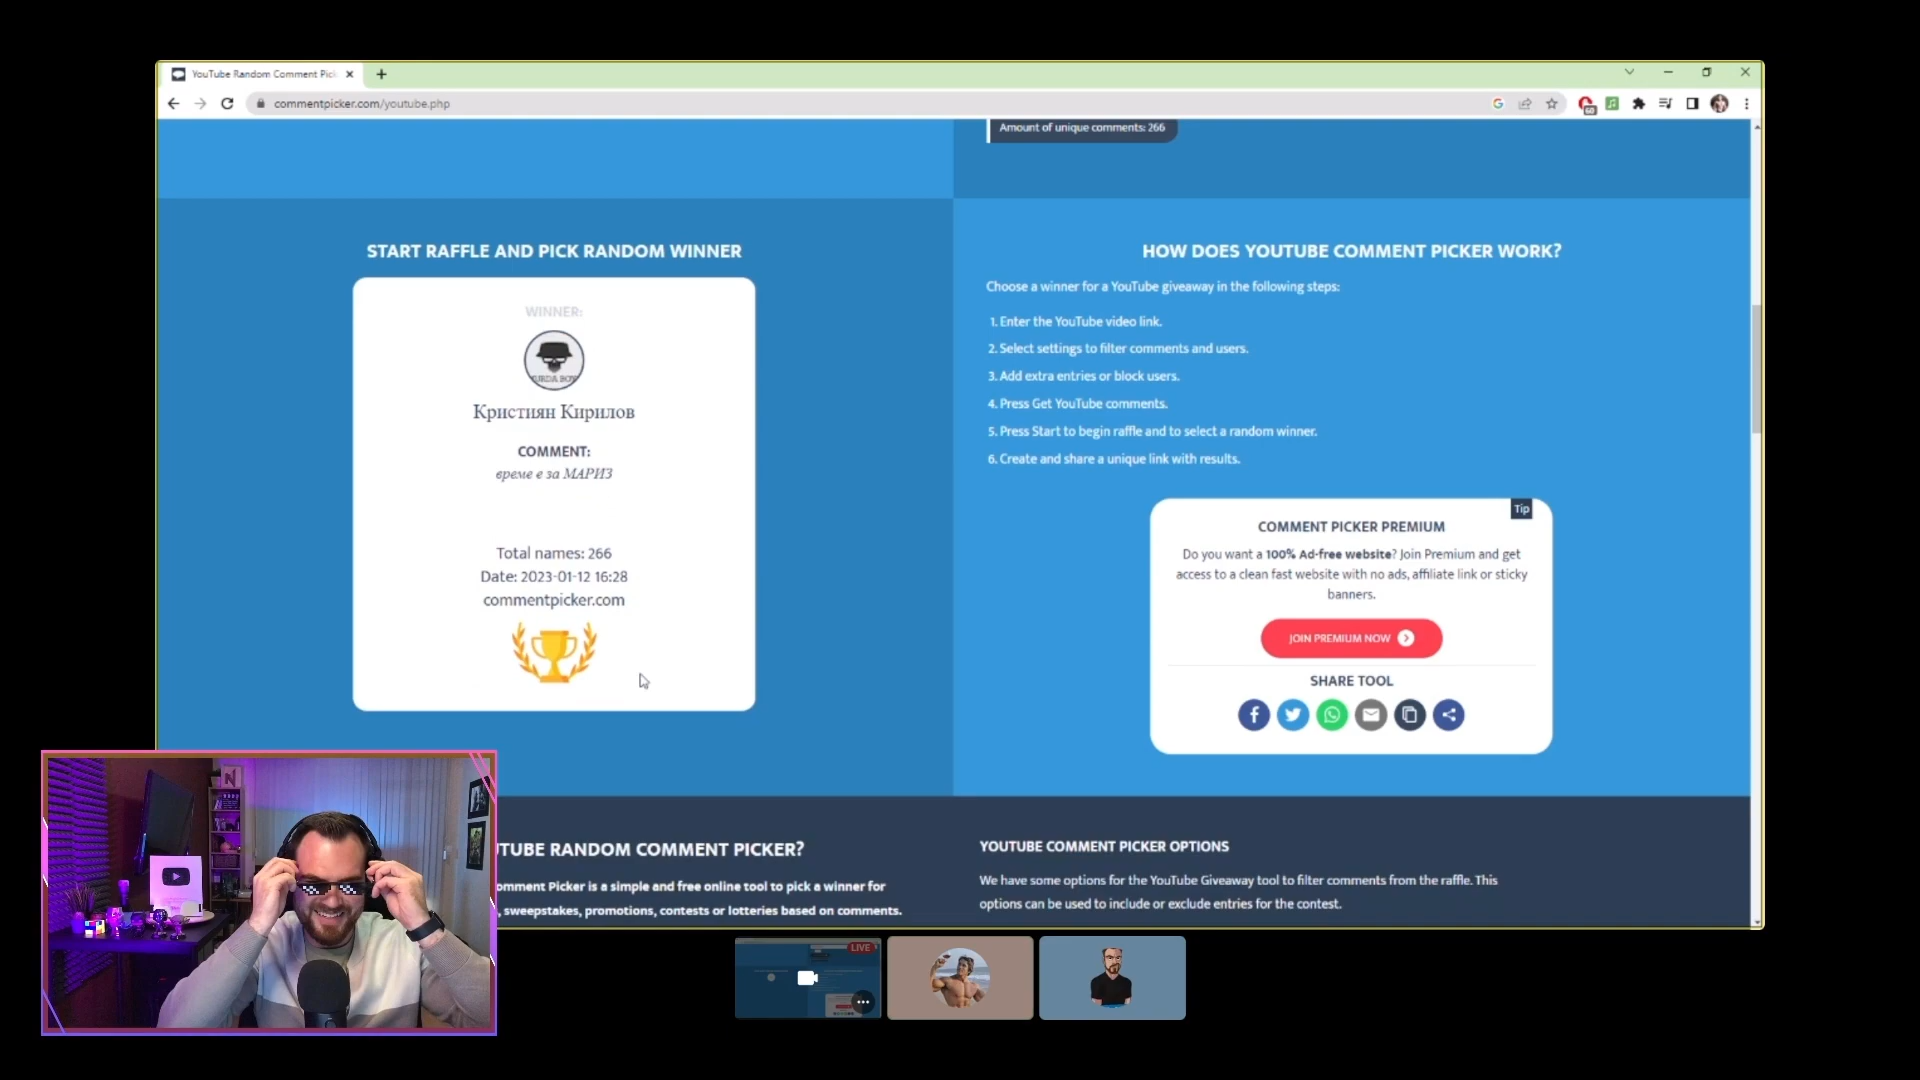 YouTube Random Comment Pick
commentpicker.com/youtube.php
Amount of unique comments: 266
START RAFFLE AND PICK RANDOM WINNER
WINNER:
Кристиян Кирилов
COMMENT:
време е за МАРИЗ
Total names: 266
Date: 2023-01-12 16:28
commentpicker.com
HOW DOES YOUTUBE COMMENT PICKER WORK?
Choose a winner for a YouTube giveaway in the following steps:
1. Enter the YouTube video link.
2. Select settings to filter comments and users.
3. Add extra entries or block users.
4. Press Get YouTube comments.
5. Press Start to begin raffle and to select a random winner.
6. Create and share a unique link with results.
Tip
COMMENT PICKER PREMIUM
Do you want a 100% Ad-free website? Join Premium and get
access to a clean fast website with no ads, affiliate link or sticky
banners.
JOIN PREMIUM NOW
SHARE TOOL
TUBE RANDOM COMMENT PICKER?
omment Picker is a simple and free online tool to pick a winner for
, sweepstakes, promotions, contests or lotteries based on comments.
YOUTUBE COMMENT PICKER OPTIONS
We have some options for the YouTube Giveaway tool to filter comments from the raffle. This
options can be used to include or exclude entries for the contest.
LIVE